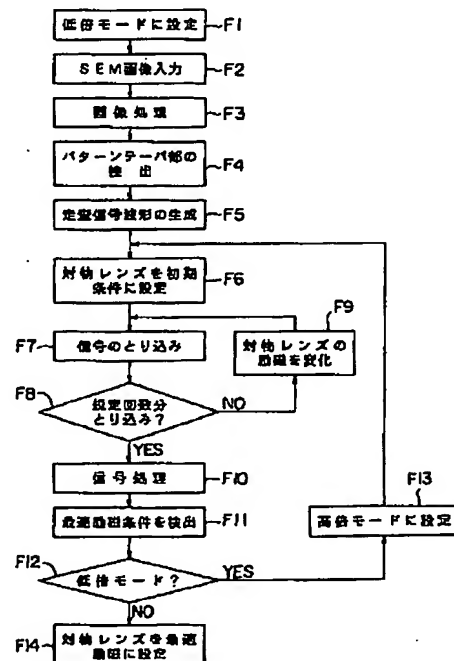 低倍モードに設定
F1
SEM画像入力
F2
画像処理
F3
パターンテーパ部の
検出
F4
走査信号波形の生成
F5
対物レンズを初期
条件に設定
F6
F9
F7
信号のとり込み
対物レンズの
励磁を変化
F8
設定回数分
とり込み?
NO
YES
信号処理
F10
F13
最適励磁条件を検出
F11
高倍モードに設定
F12
低倍モード?
YES
NO
F14
対物レンズを最適
励磁に設定